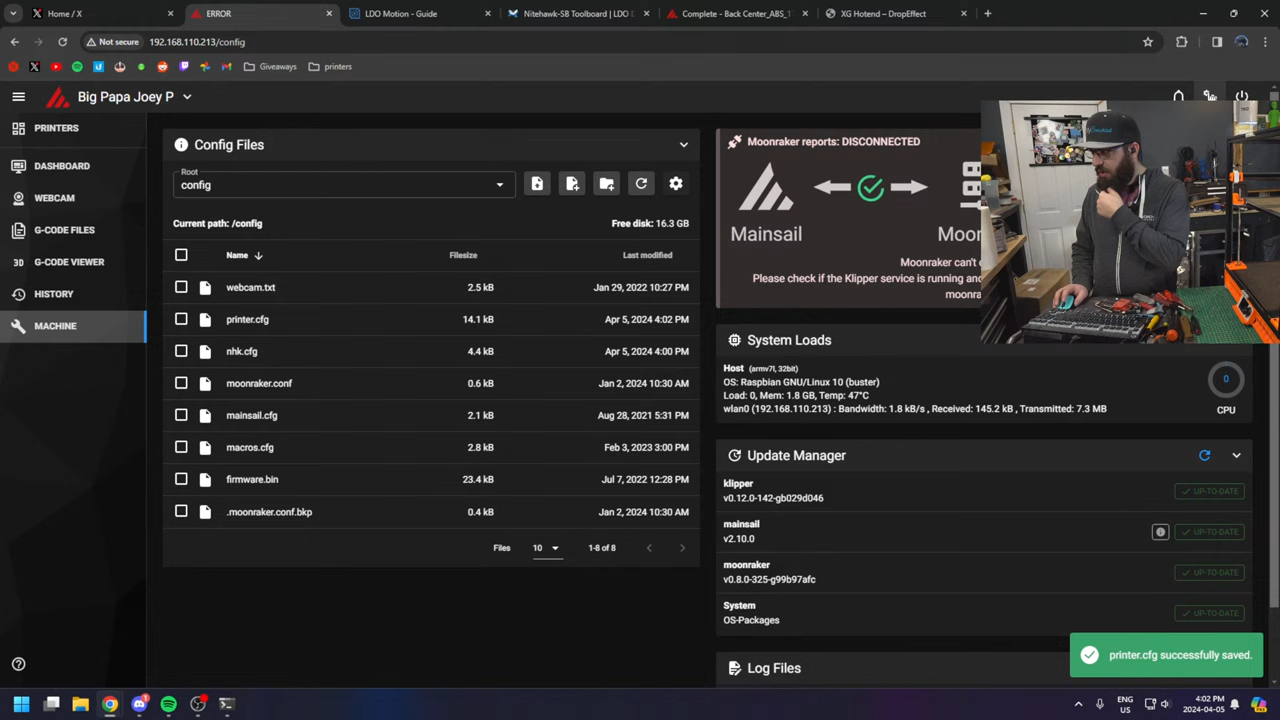 Home / X
ERROR
LDO Motion - Guide
Nitehawk-SB Toolboard | LDO
Complete - Back Center_ABS_1
XG Hotend – DropEffect
Not secure
192.168.110.213/config
Giveaways
printers
Big Papa Joey P
PRINTERS
DASHBOARD
WEBCAM
G-CODE FILES
3D G-CODE VIEWER
HISTORY
MACHINE
Config Files
Root
config
Current path: /config
Free disk: 16.3 GB
Name
Filesize
Last modified
webcam.txt 2.5 kB Jan 29, 2022 10:27 PM
printer.cfg 14.1 kB Apr 5, 2024 4:02 PM
nhk.cfg 4.4 kB Apr 5, 2024 4:00 PM
moonraker.conf 0.6 kB Jan 2, 2024 10:30 AM
mainsail.cfg 2.1 kB Aug 28, 2021 5:31 PM
macros.cfg 2.8 kB Feb 3, 2023 3:00 PM
firmware.bin 23.4 kB Jul 7, 2022 12:28 PM
.moonraker.conf.bkp 0.4 kB Jan 2, 2024 10:30 AM
Files 10 1-8 of 8
Moonraker reports: DISCONNECTED
Mainsail
Moon
Moonraker can't c
Please check if the Klipper service is running an
moonra
System Loads
Host (armv7l, 32bit)
OS: Raspbian GNU/Linux 10 (buster)
Load: 0, Mem: 1.8 GB, Temp: 47°C
wlan0 (192.168.110.213) : Bandwidth: 1.8 kB/s , Received: 145.2 kB , Transmitted: 7.3 MB
0
CPU
Update Manager
klipper
v0.12.0-142-gb029d046
UP-TO-DATE
mainsail
v2.10.0
UP-TO-DATE
moonraker
v0.8.0-325-g99b97afc
UP-TO-DATE
System
OS-Packages
UP-TO-DATE
Log Files
printer.cfg successfully saved.
ENG
US
4:02 PM
2024-04-05